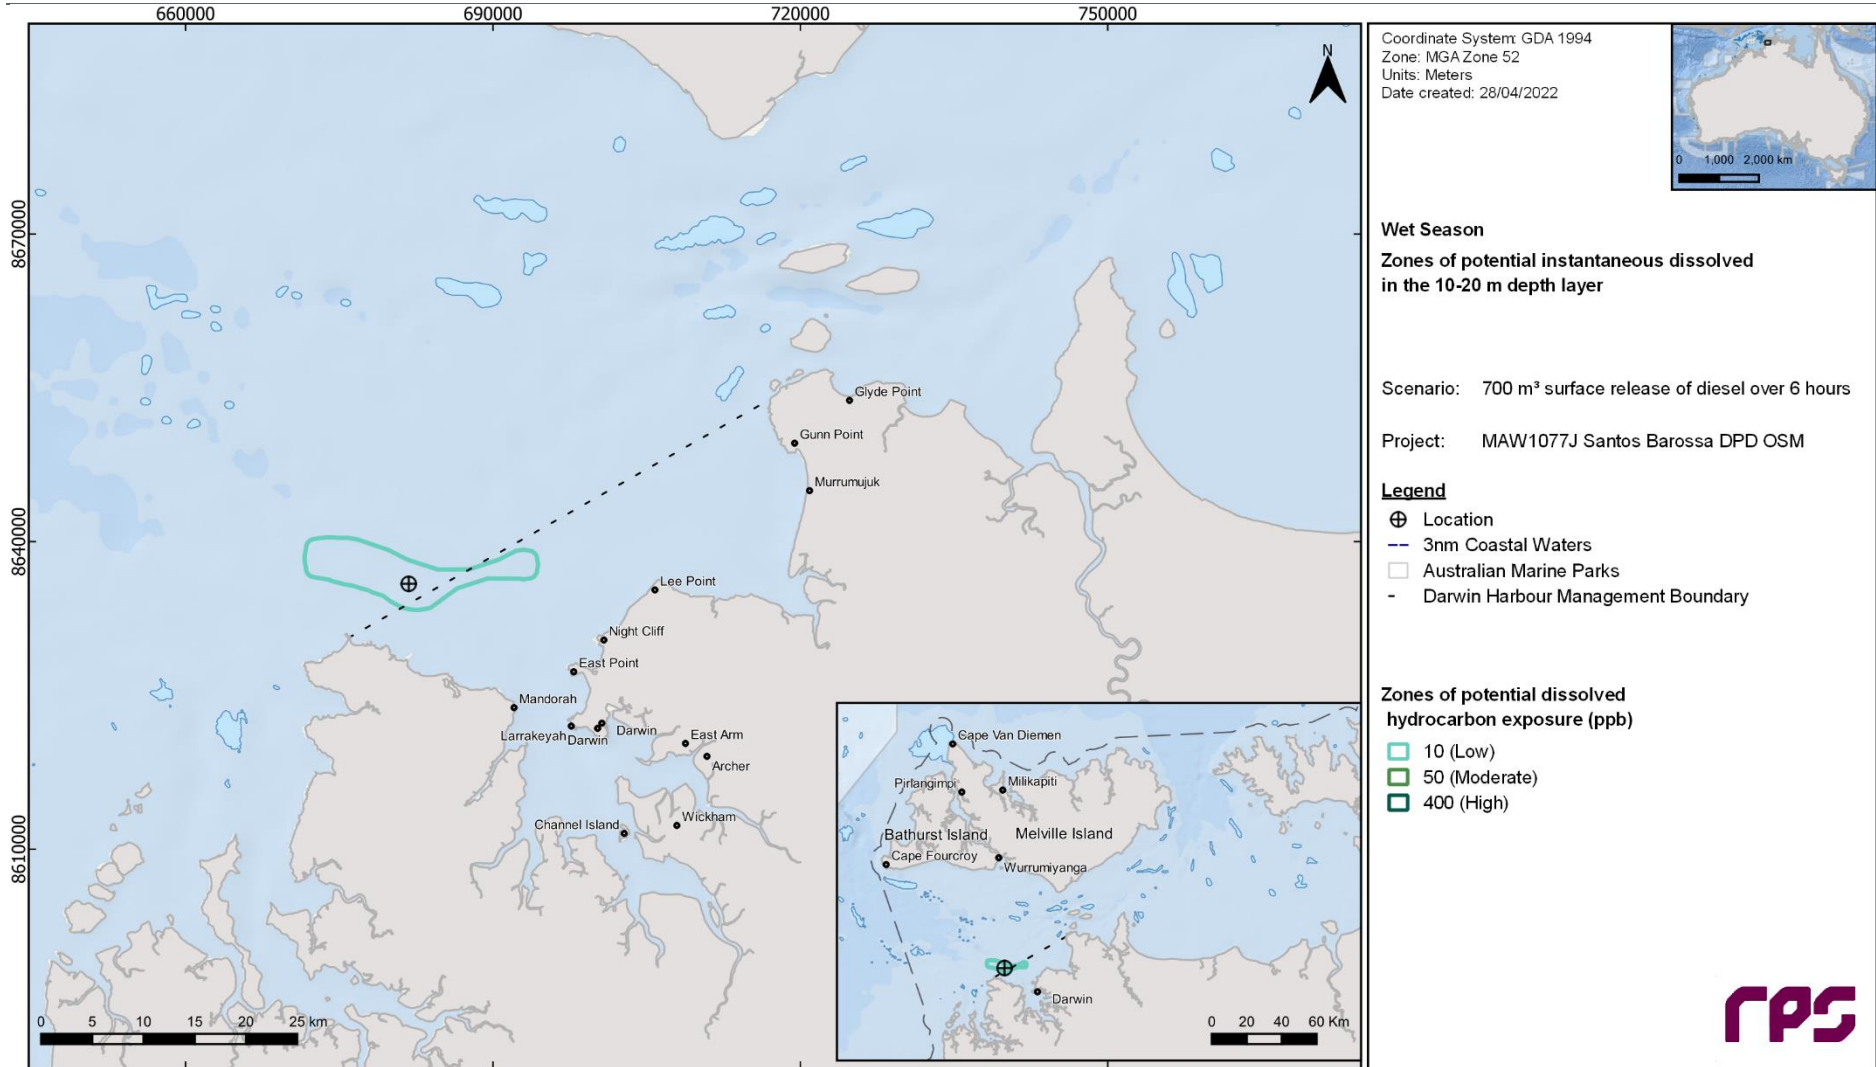 660000
690000
720000
750000
8670000
8640000
8610000
N
Glyde Point
Gunn Point
Murrumujuk
Lee Point
Night Cliff
East Point
Mandorah
Larrakeyah
Darwin
Darwin
East Arm
Archer
Channel Island
Wickham
0 5 10 15 20 25 km
Cape Van Diemen
Pirlangimpi
Milikapiti
Bathurst Island
Melville Island
Cape Fourcroy
Wurrumiyanga
Darwin
0 20 40 60 Km
Coordinate System: GDA 1994
Zone: MGA Zone 52
Units: Meters
Date created: 28/04/2022
0 1,000 2,000 km
Wet Season
Zones of potential instantaneous dissolved
in the 10-20 m depth layer
Scenario: 700 m³ surface release of diesel over 6 hours
Project: MAW1077J Santos Barossa DPD OSM
Legend
Location
3nm Coastal Waters
Australian Marine Parks
Darwin Harbour Management Boundary
Zones of potential dissolved
hydrocarbon exposure (ppb)
10 (Low)
50 (Moderate)
400 (High)
rps